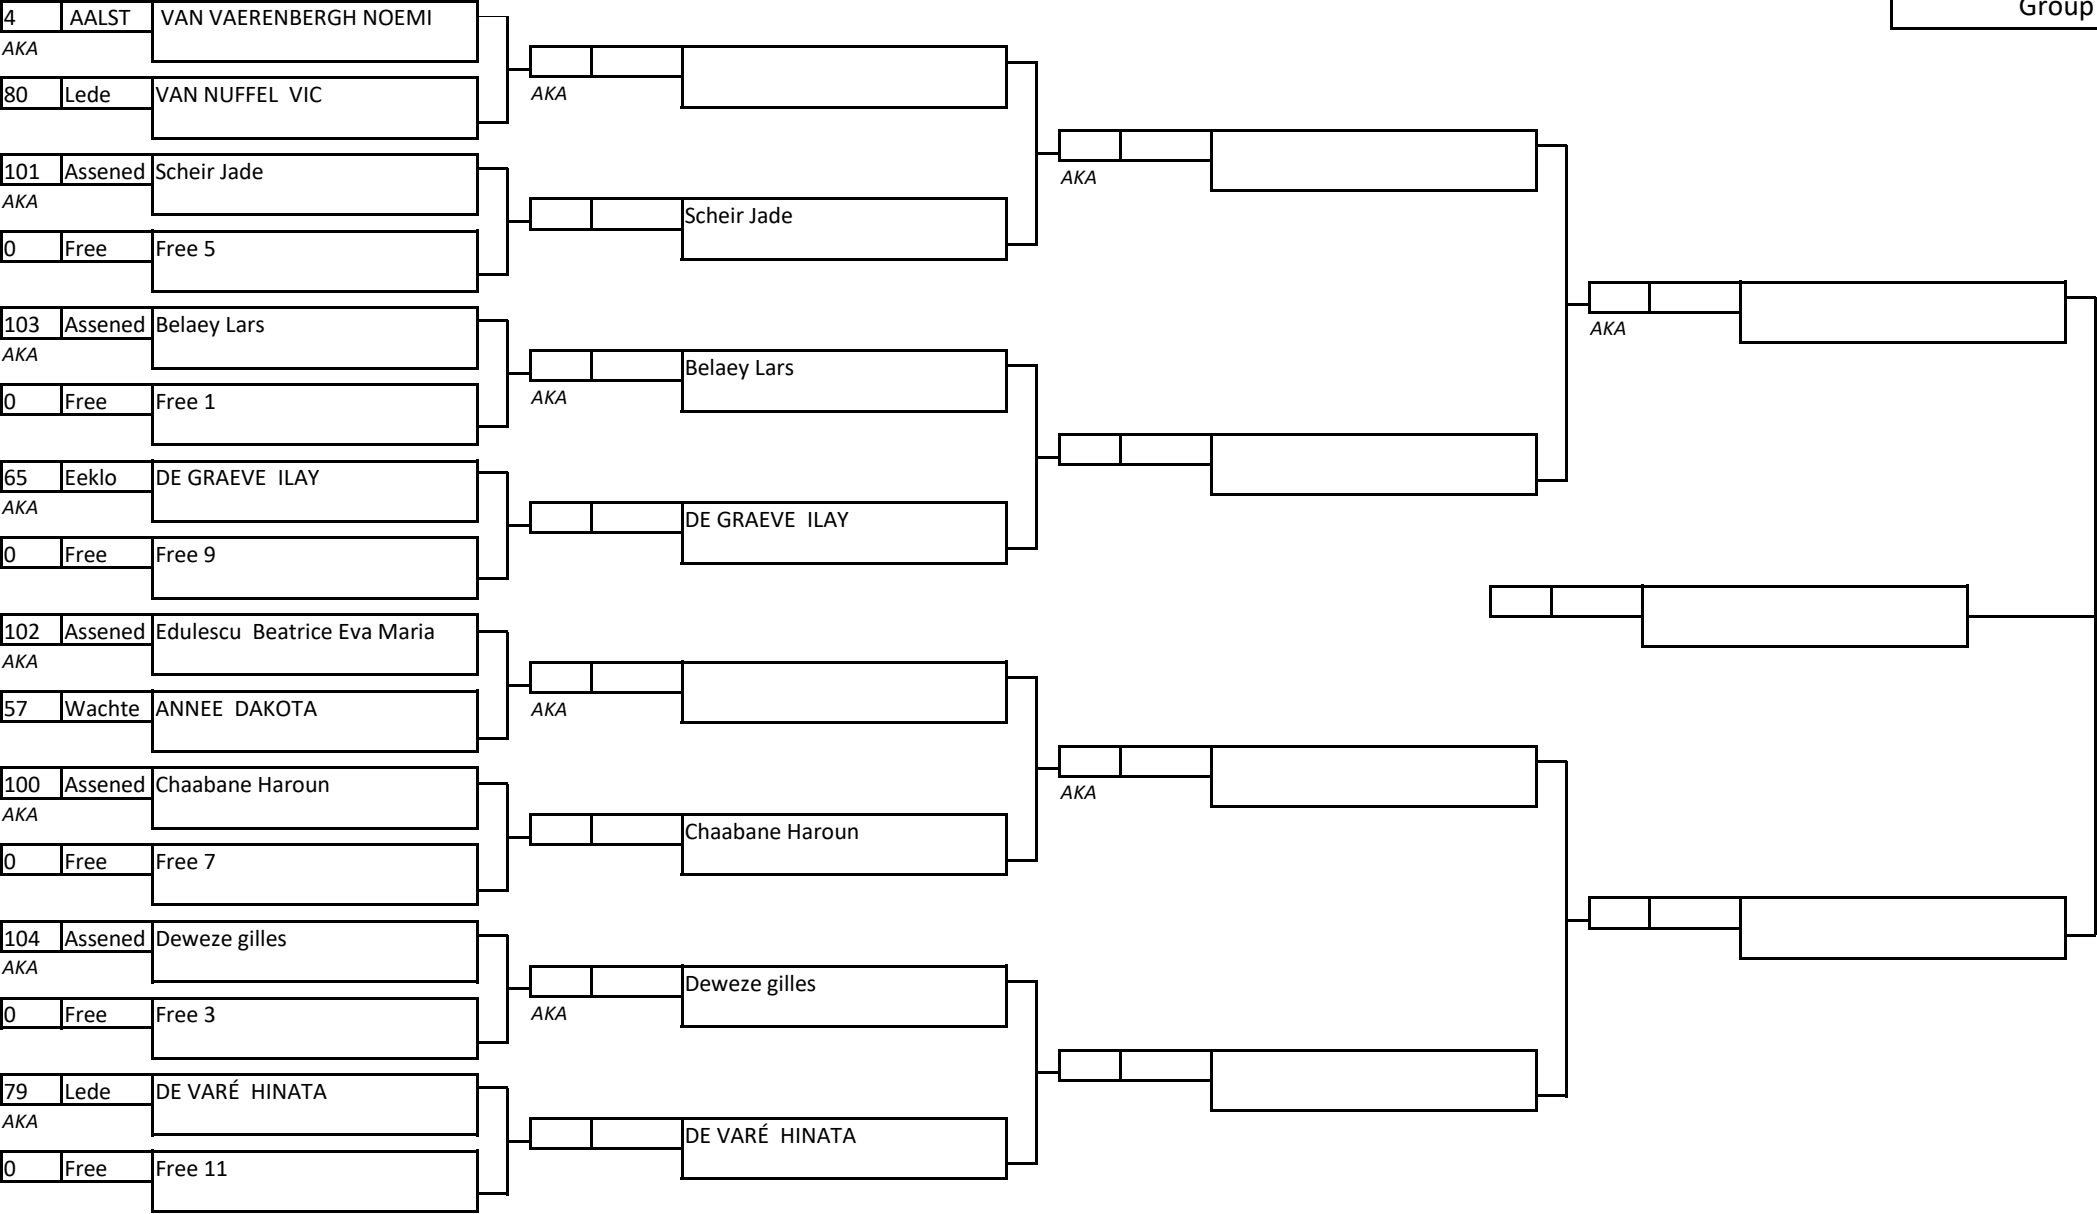 4 AALST VAN VAERENBERGH NOEMI
Group
AKA
80 Lede VAN NUFFEL VIC
AKA
101 Assened Scheir Jade
AKA
AKA
Scheir Jade
0 Free Free 5
103 Assened Belaey Lars
AKA
AKA
Belaey Lars
0 Free Free 1
AKA
65 Eeklo DE GRAEVE ILAY
AKA
DE GRAEVE ILAY
0 Free Free 9
102 Assened Edulescu Beatrice Eva Maria
AKA
57 Wachte ANNEE DAKOTA
AKA
100 Assened Chaabane Haroun
AKA
AKA
Chaabane Haroun
0 Free Free 7
104 Assened Deweze gilles
AKA
Deweze gilles
0 Free Free 3
AKA
79 Lede DE VARÉ HINATA
AKA
DE VARÉ HINATA
0 Free Free 11